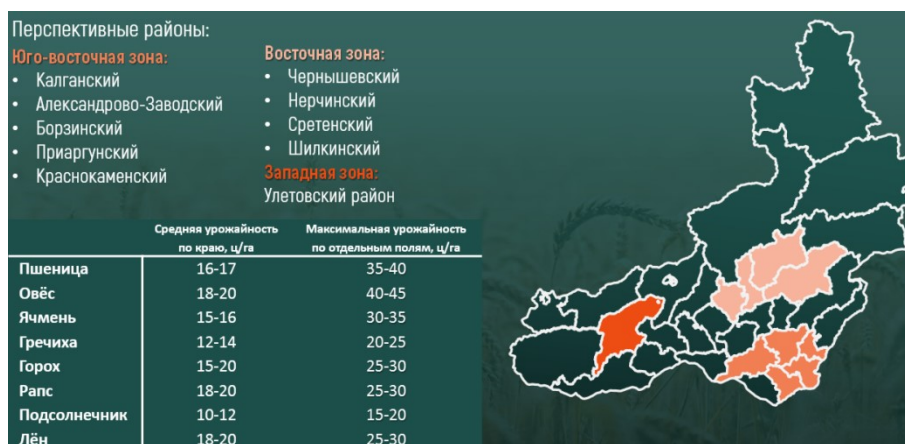 Перспективные районы:
Юго-восточная зона:
• Калганский
• Александрово-Заводский
• Борзинский
• Приаргунский
• Краснокаменский
Восточная зона:
• Чернышевский
• Нерчинский
• Сретенский
• Шилкинский
Западная зона:
Улетовский район
Средняя урожайность по краю, ц/га
Максимальная урожайность по отдельным полям, ц/га
Пшеница 16-17 35-40
Овёс 18-20 40-45
Ячмень 15-16 30-35
Гречиха 12-14 20-25
Горох 15-20 25-30
Рапс 18-20 25-30
Подсолнечник 10-12 15-20
Лён 18-20 25-30